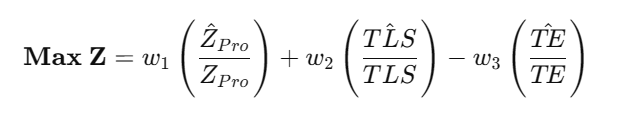 Max Z = w₁ (Ẑ_Pro / Z_Pro) + w₂ (TL̂S / TLS) − w₃ (TÊ / TE)